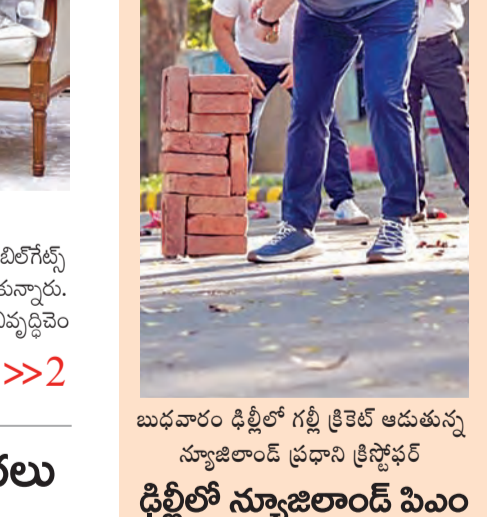 బిల్‌గేట్స్
కున్నారు.
>>2
బుధవారం ఢిల్లీలో గల్లీ క్రికెట్ ఆడుతున్న
న్యూజిలాండ్ ప్రధాని క్రిస్టోఫర్
ఢిల్లీలో న్యూజిలాండ్ పిఎం